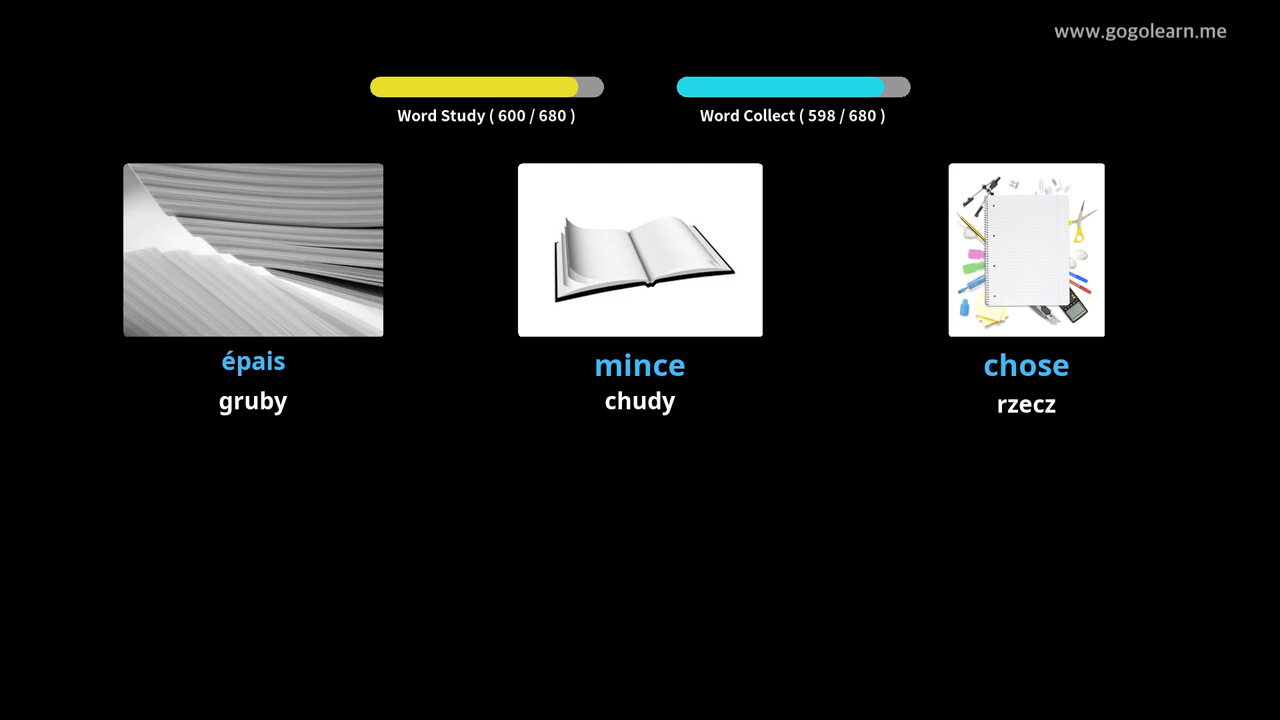 www.gogolearn.me
Word Study ( 600 / 680 )
Word Collect ( 598 / 680 )
épais
gruby
mince
chudy
chose
rzecz